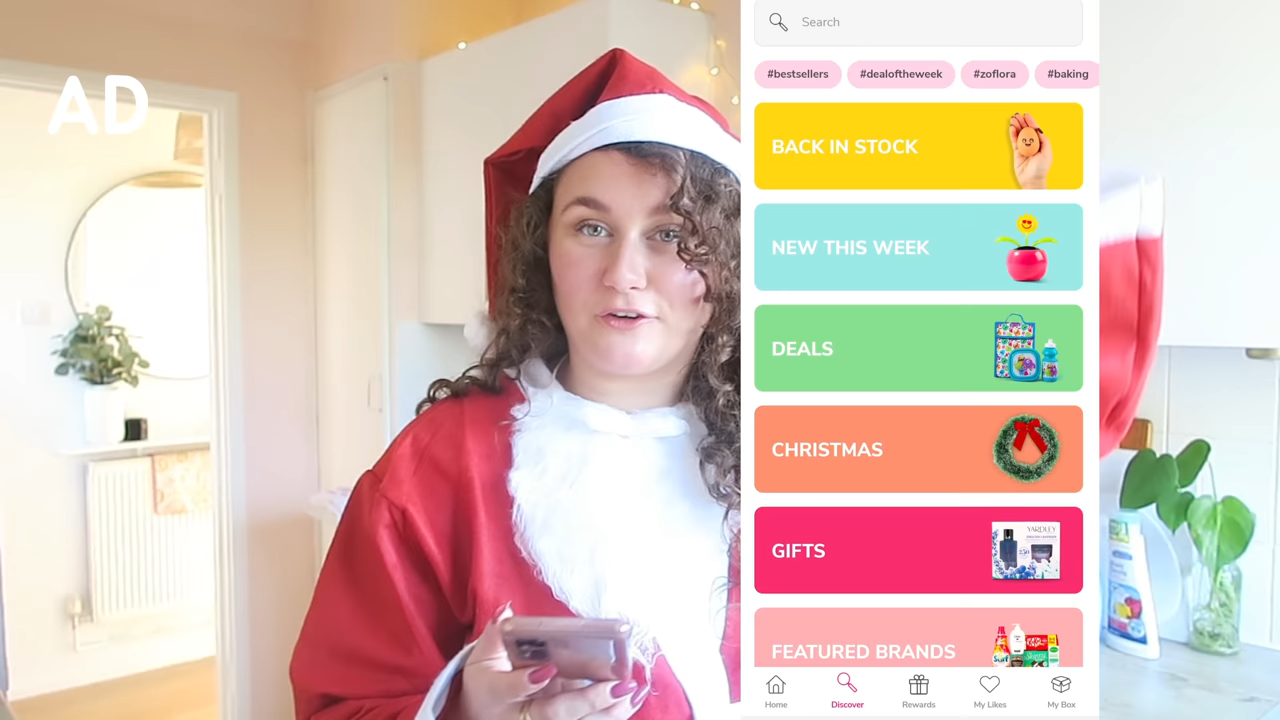 AD
Search
#bestsellers #dealoftheweek #zoflora #baking
BACK IN STOCK
NEW THIS WEEK
DEALS
CHRISTMAS
YARDLEY
GIFTS
FEATURED BRANDS
Home Discover Rewards My Likes My Box